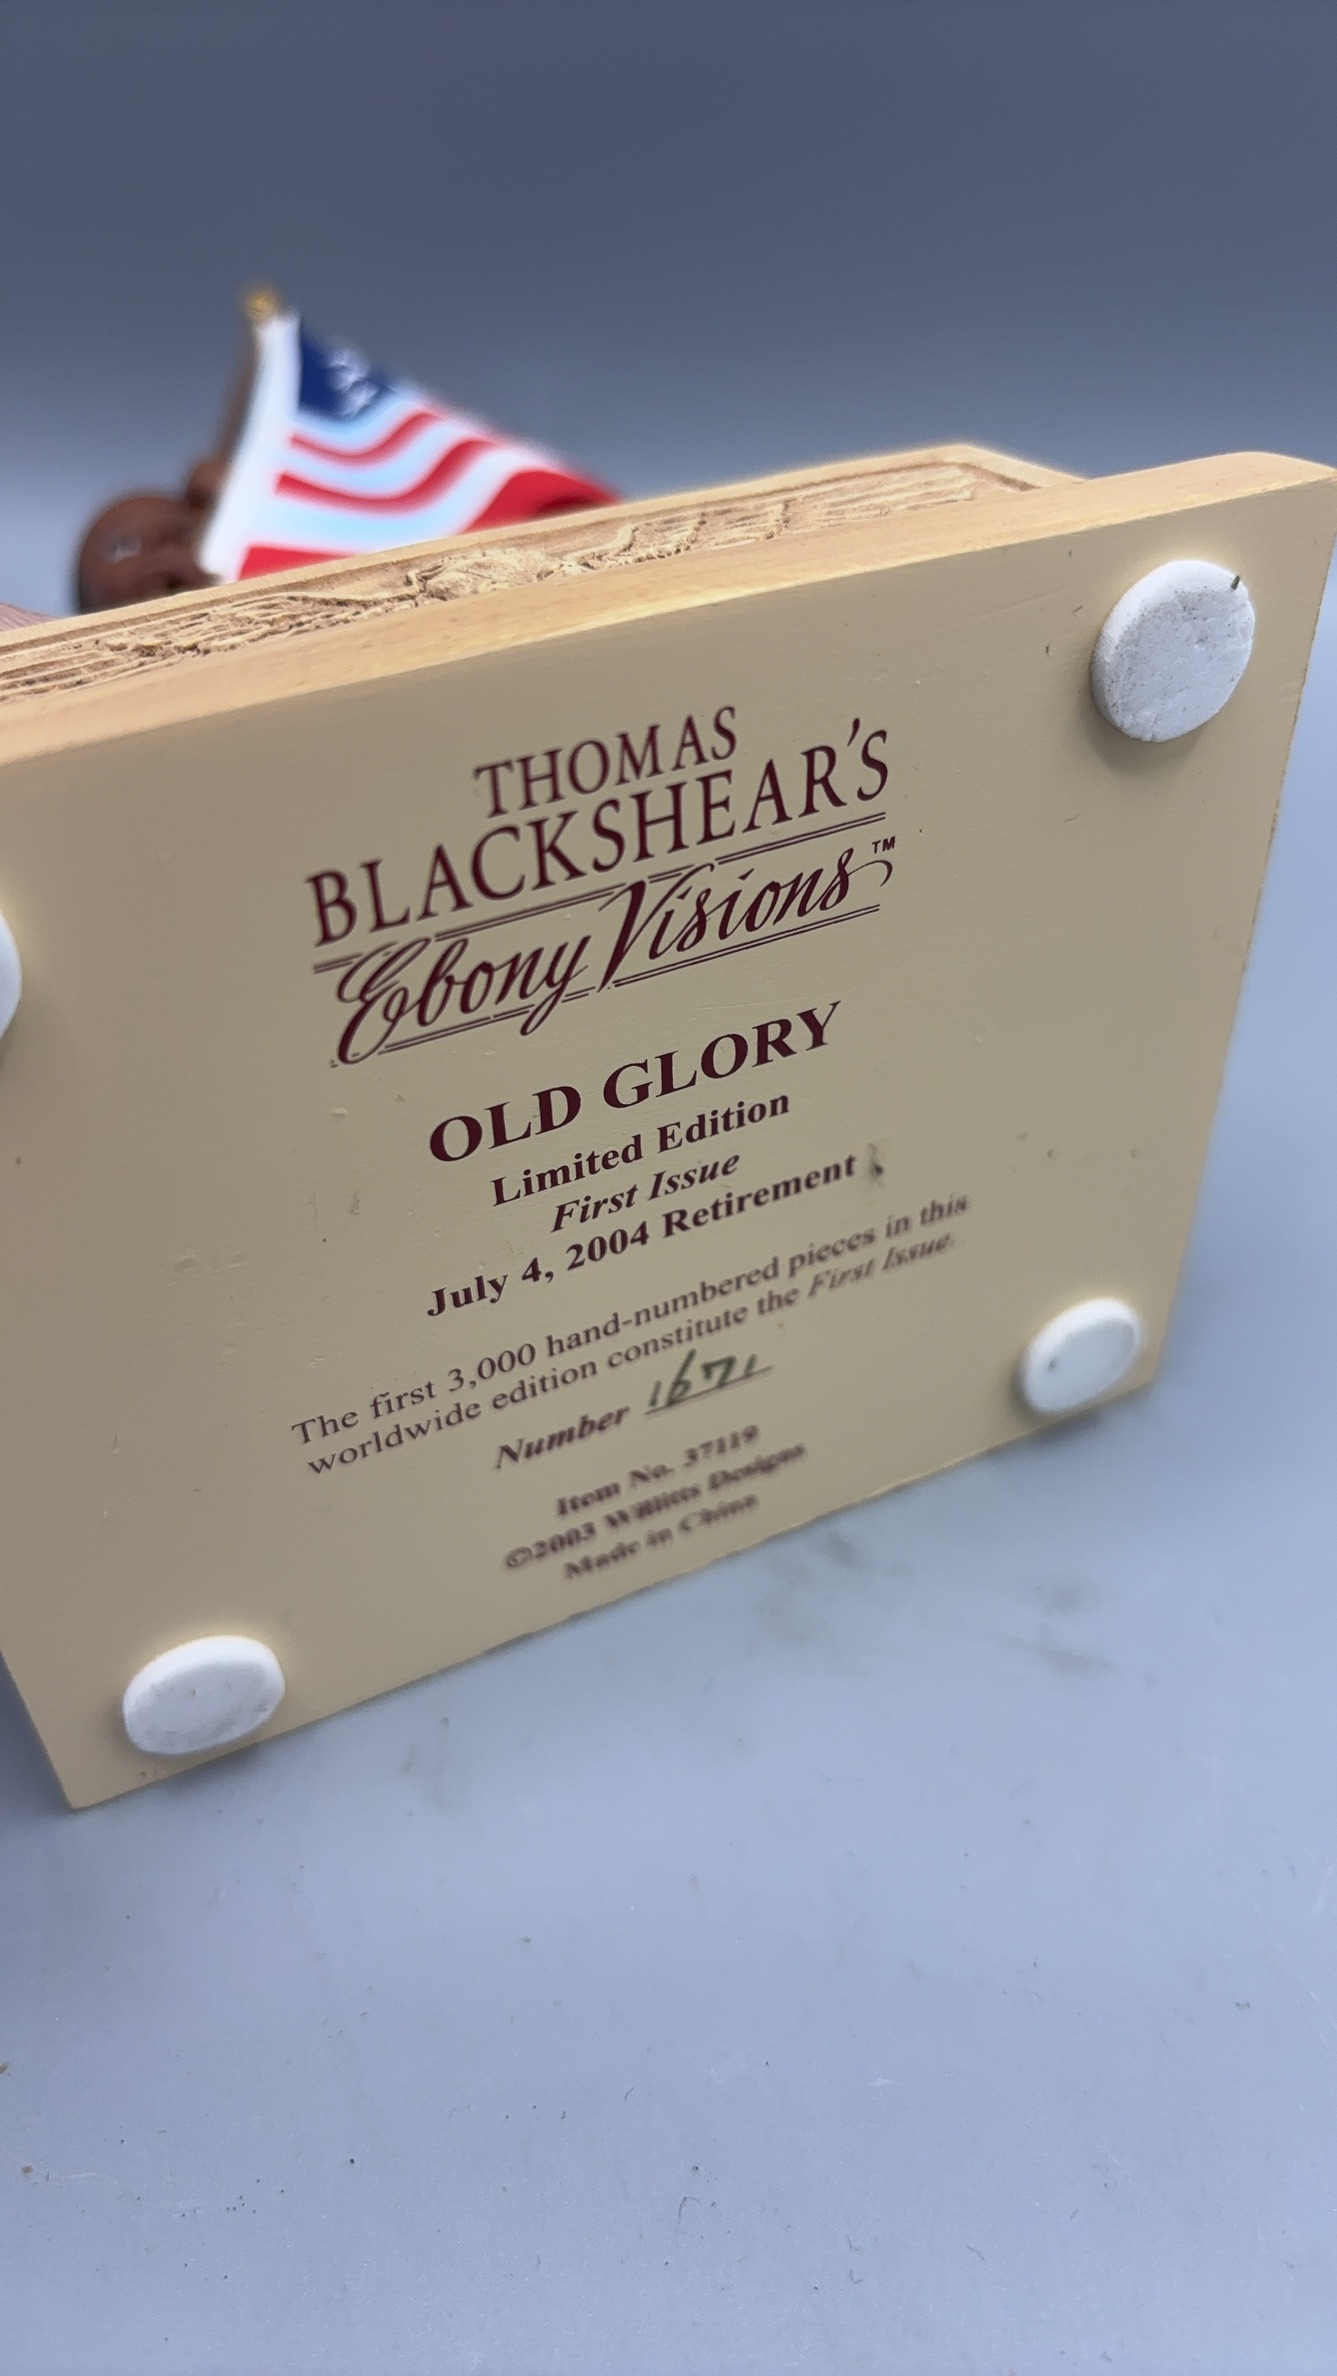 THOMAS
BLACKSHEAR'S
Ebony Visions™
OLD GLORY
Limited Edition
First Issue
July 4, 2004 Retirement
The first 3,000 hand-numbered pieces in this
worldwide edition constitute the First Issue.
Number 1671
Item No. 37119
©2003 Willitts Designs
Made in China